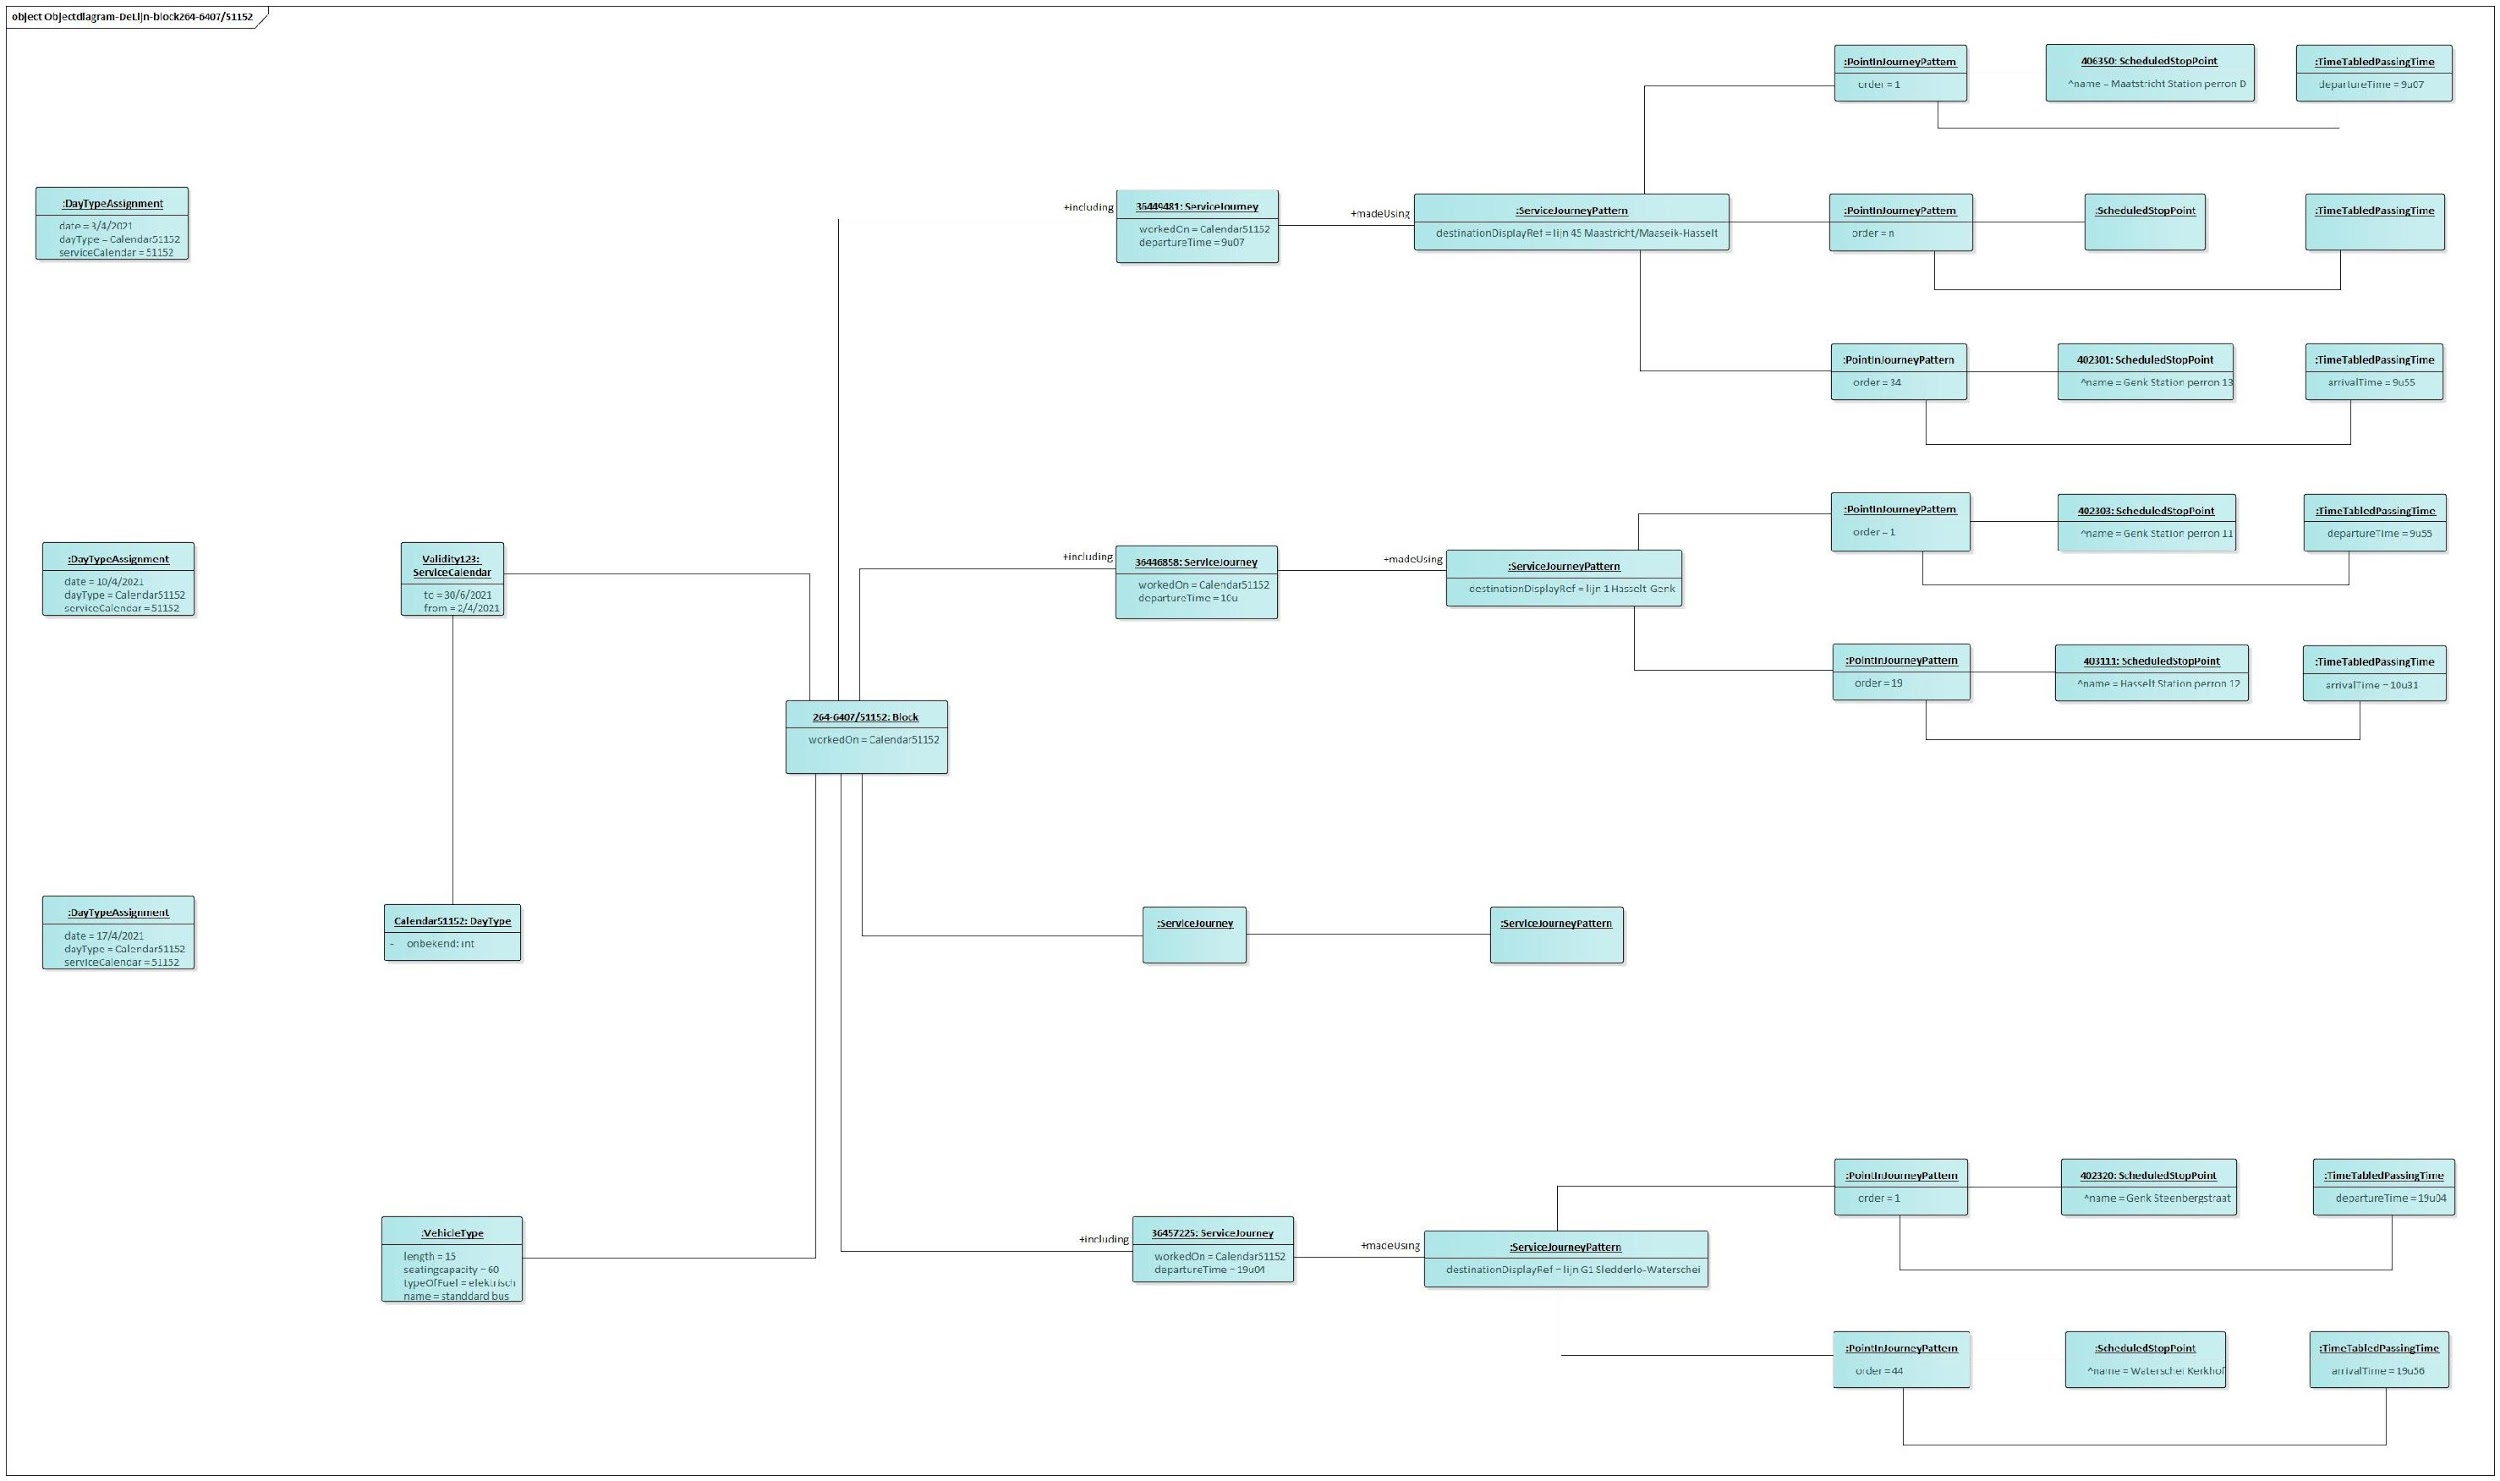 object Objectdiagram-DeLijn-block264-6407/51152
:PointInJourneyPattern
order = 1
406350: ScheduledStopPoint
^name = Maatstricht Station perron D
:TimeTabledPassingTime
departureTime = 9u07
:DayTypeAssignment
date = 3/4/2021
dayType = Calendar51152
serviceCalendar = 51152
+including
36449481: ServiceJourney
workedOn = Calendar51152
departureTime = 9u07
+madeUsing
:ServiceJourneyPattern
destinationDisplayRef = lijn 45 Maastricht/Maaseik-Hasselt
:PointInJourneyPattern
order = n
:ScheduledStopPoint
:TimeTabledPassingTime
:PointInJourneyPattern
order = 34
402301: ScheduledStopPoint
^name = Genk Station perron 13
:TimeTabledPassingTime
arrivalTime = 9u55
:DayTypeAssignment
date = 10/4/2021
dayType = Calendar51152
serviceCalendar = 51152
Validity123:
ServiceCalendar
to = 30/6/2021
from = 2/4/2021
+including
36446858: ServiceJourney
workedOn = Calendar51152
departureTime = 10u
+madeUsing
:ServiceJourneyPattern
destinationDisplayRef = lijn 1 Hasselt-Genk
:PointInJourneyPattern
order = 1
402303: ScheduledStopPoint
^name = Genk Station perron 11
:TimeTabledPassingTime
departureTime = 9u55
:PointInJourneyPattern
order = 19
403111: ScheduledStopPoint
^name = Hasselt Station perron 12
:TimeTabledPassingTime
arrivalTime = 10u31
264-6407/51152: Block
workedOn = Calendar51152
:DayTypeAssignment
date = 17/4/2021
dayType = Calendar51152
serviceCalendar = 51152
Calendar51152: DayType
- onbekend: int
:ServiceJourney
:ServiceJourneyPattern
:VehicleType
length = 15
seatingcapacity = 60
typeOfFuel = elektrisch
name = standdard bus
+including
36457225: ServiceJourney
workedOn = Calendar51152
departureTime = 19u04
+madeUsing
:ServiceJourneyPattern
destinationDisplayRef = lijn G1 Sledderlo-Waterschei
:PointInJourneyPattern
order = 1
402320: ScheduledStopPoint
^name = Genk Steenbergstraat
:TimeTabledPassingTime
departureTime = 19u04
:PointInJourneyPattern
order = 44
:ScheduledStopPoint
^name = Waterschei Kerkhof
:TimeTabledPassingTime
arrivalTime = 19u56